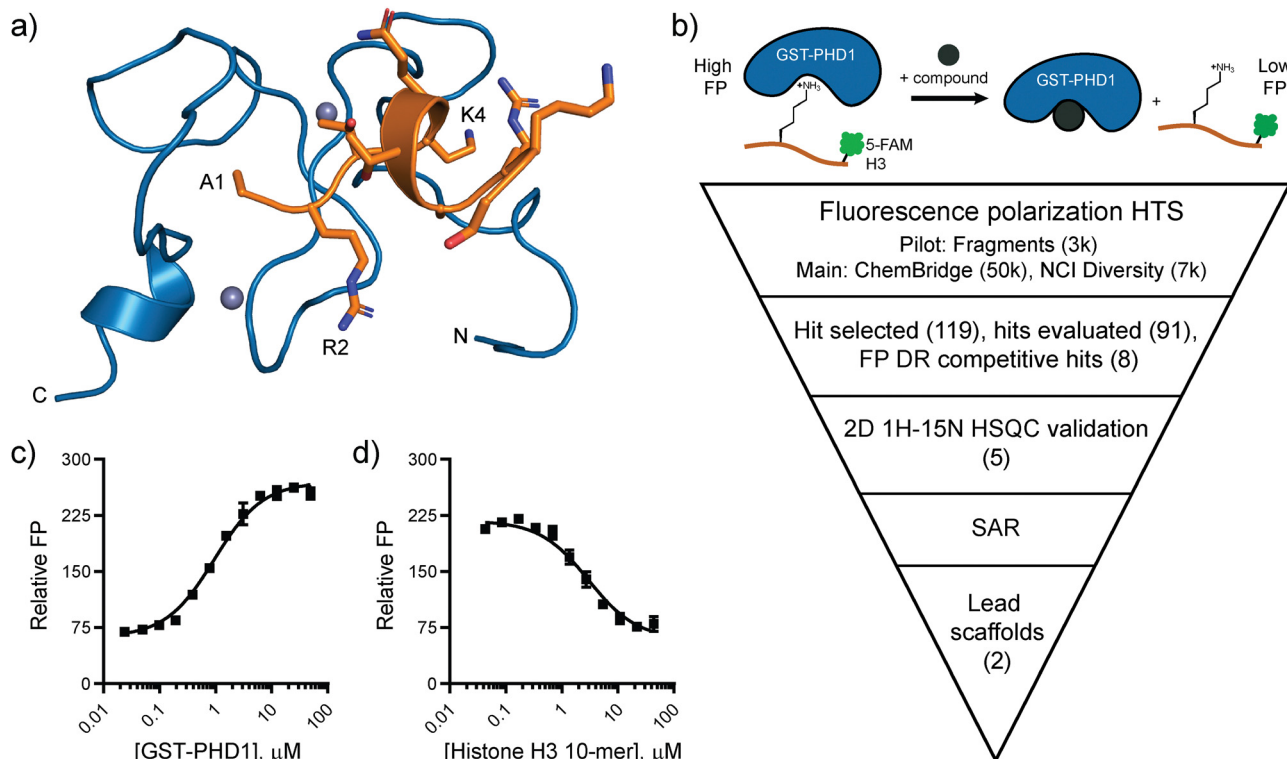 a)
A1
K4
R2
N
C
b)
High
FP
GST-PHD1
+NH3
5-FAM
H3
+ compound
GST-PHD1
+
+NH3
Low
FP
Fluorescence polarization HTS
Pilot: Fragments (3k)
Main: ChemBridge (50k), NCI Diversity (7k)
Hit selected (119), hits evaluated (91),
FP DR competitive hits (8)
2D 1H-15N HSQC validation
(5)
SAR
Lead
scaffolds
(2)
c)
Relative FP
300
225
150
75
0
0.01
0.1
1
10
100
[GST-PHD1], μM
d)
Relative FP
300
225
150
75
0
0.01
0.1
1
10
100
[Histone H3 10-mer], μM